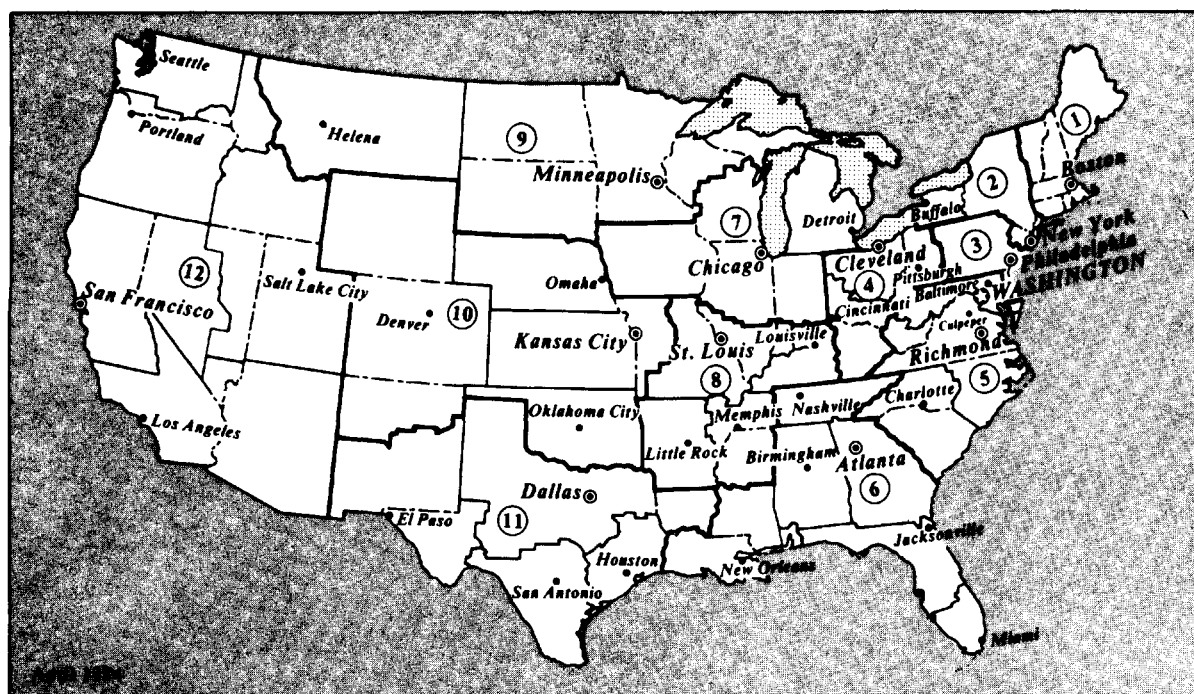 Seattle
Portland
Helena
9
Minneapolis
1
Boston
2
Buffalo
New York
Philadelphia
WASHINGTON
3
7
Detroit
Cleveland
Pittsburgh
Baltimore
4
Cincinnati
Chicago
Omaha
12
San Francisco
Salt Lake City
Denver
10
Kansas City
St. Louis
Louisville
8
Culpeper
Richmond
5
Charlotte
Los Angeles
Oklahoma City
Memphis
Nashville
Little Rock
Birmingham
Atlanta
6
Dallas
El Paso
11
Houston
San Antonio
New Orleans
Jacksonville
Miami
April